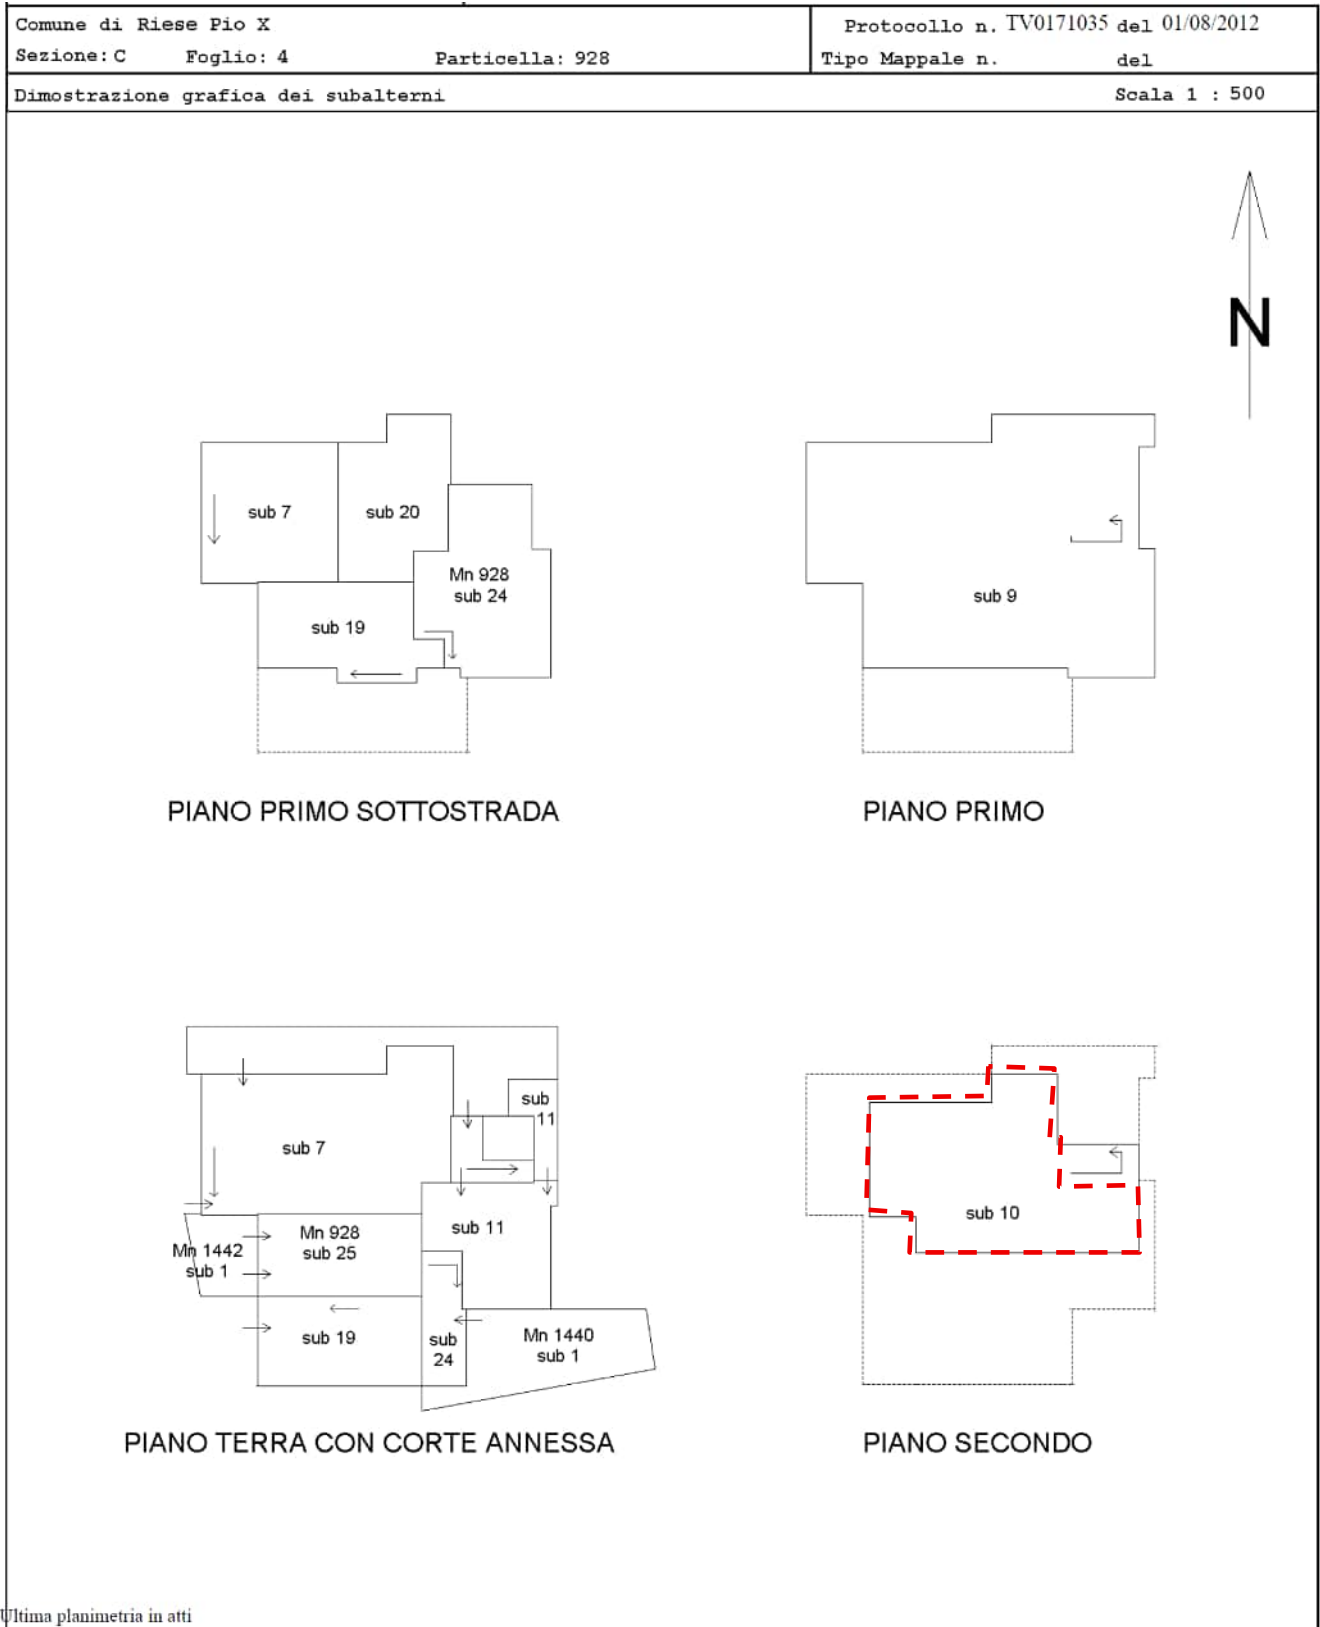 Comune di Riese Pio X
Protocollo n. TV0171035 del 01/08/2012
Sezione: C Foglio: 4 Particella: 928
Tipo Mappale n. del
Dimostrazione grafica dei subalterni
Scala 1 : 500
N
sub 7
sub 20
Mn 928
sub 24
sub 19
PIANO PRIMO SOTTOSTRADA
sub 9
PIANO PRIMO
sub
11
sub 7
sub 11
Mn 928
sub 25
Mn 1442
sub 1
sub 19
sub
24
Mn 1440
sub 1
PIANO TERRA CON CORTE ANNESSA
sub 10
PIANO SECONDO
Ultima planimetria in atti